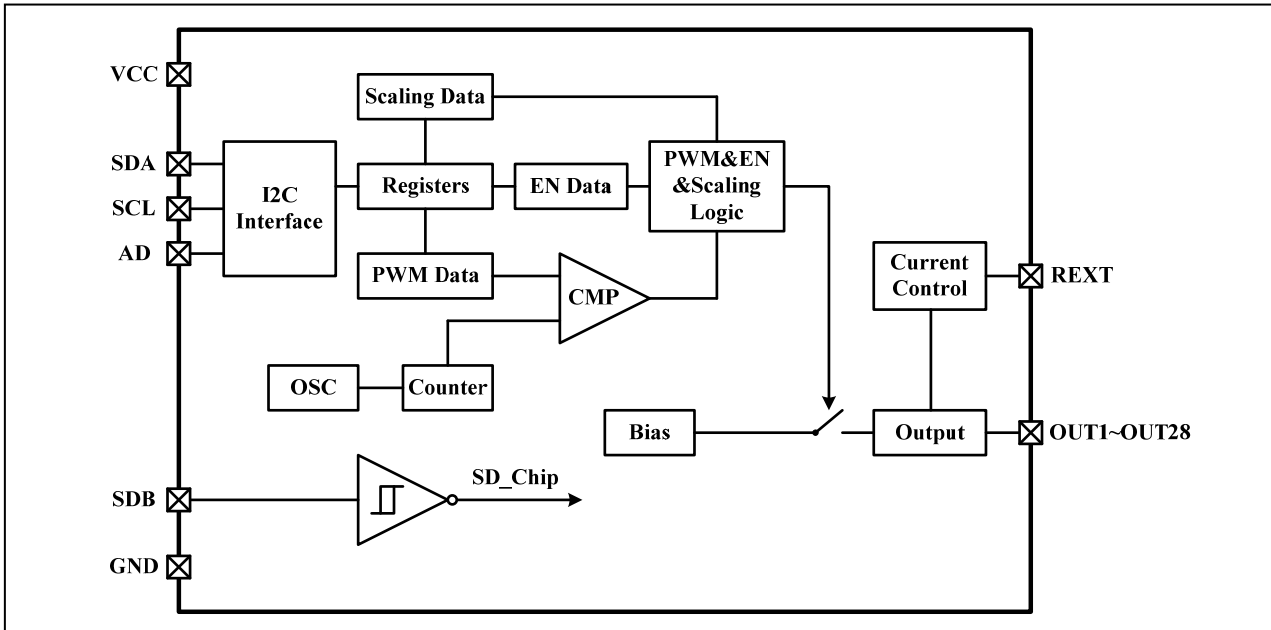 VCC
Scaling Data
SDA
SCL
AD
I2C
Interface
Registers
EN Data
PWM&EN
&Scaling
Logic
PWM Data
CMP
Current
Control
REXT
OSC
Counter
Bias
Output
OUT1~OUT28
SDB
SD_Chip
GND